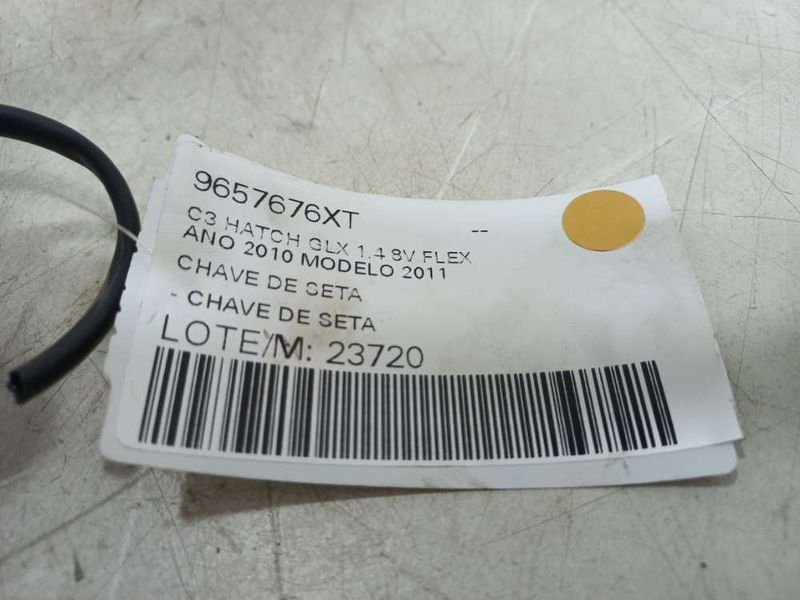 9657676XT --
C3 HATCH GLX 1.4 8V FLEX
ANO 2010 MODELO 2011
CHAVE DE SETA
- CHAVE DE SETA
LOTE/M: 23720